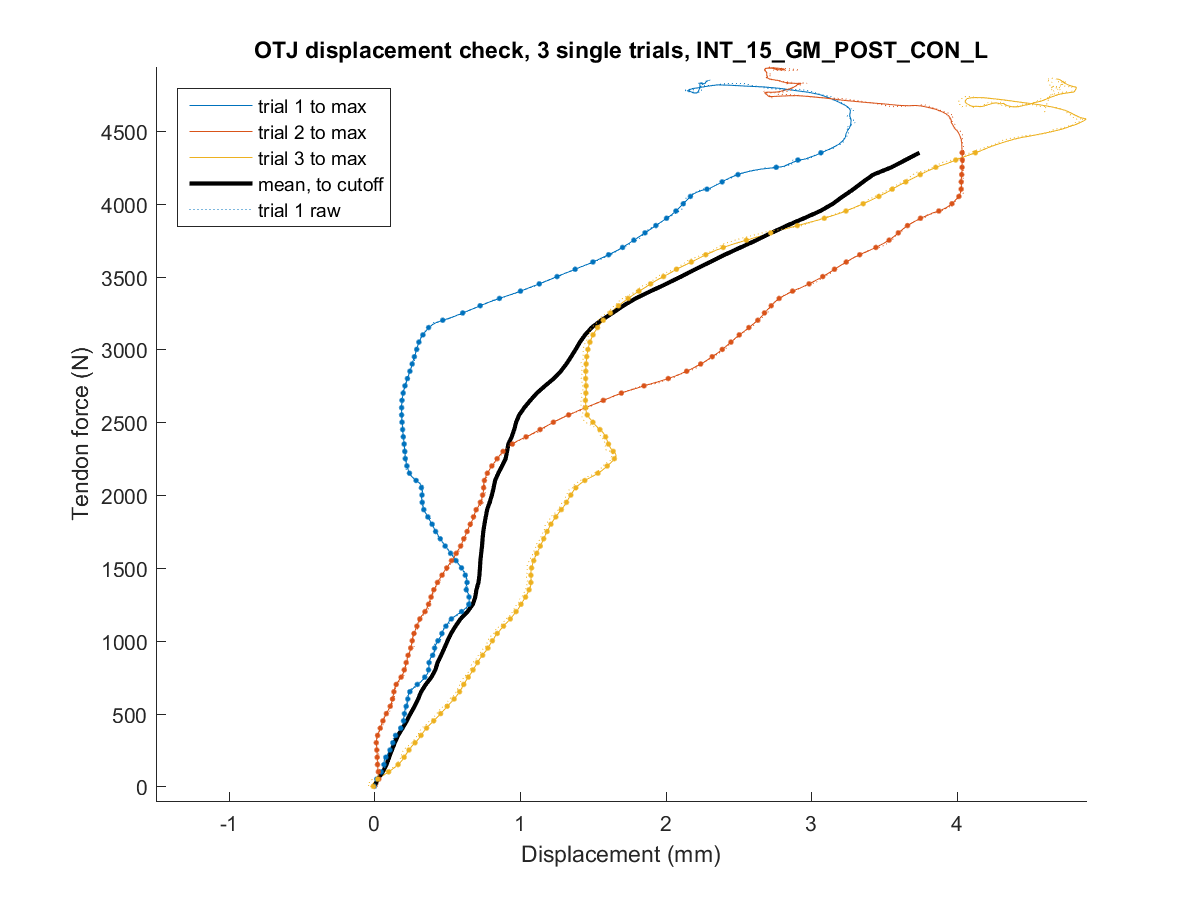 OTJ displacement check, 3 single trials, INT_15_GM_POST_CON_L
trial 1 to max
trial 2 to max
trial 3 to max
mean, to cutoff
trial 1 raw
4500
4000
3500
3000
2500
2000
1500
1000
500
0
Tendon force (N)
-1 0 1 2 3 4
Displacement (mm)